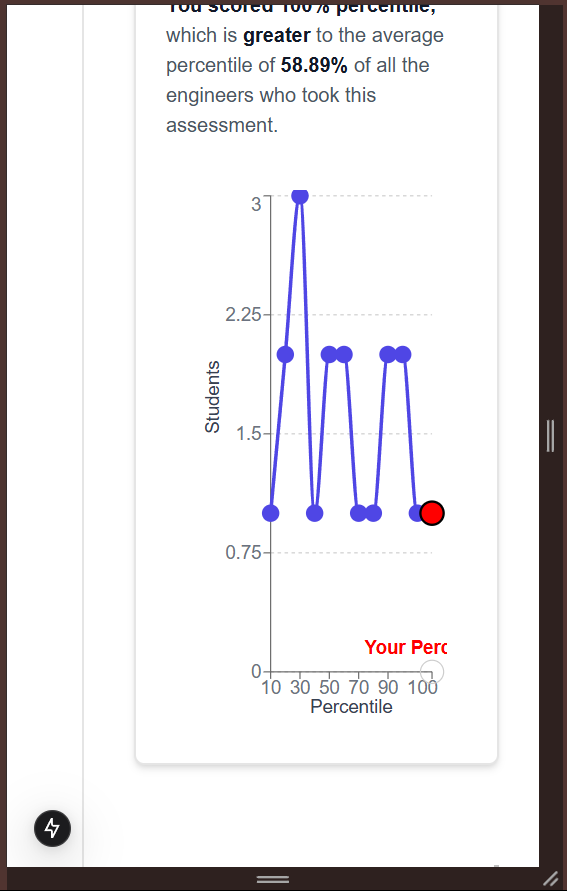 You scored 100% percentile,
which is greater to the average
percentile of 58.89% of all the
engineers who took this
assessment.
3
2.25
1.5
0.75
0
Students
Your Perc
10 30 50 70 90 100
Percentile